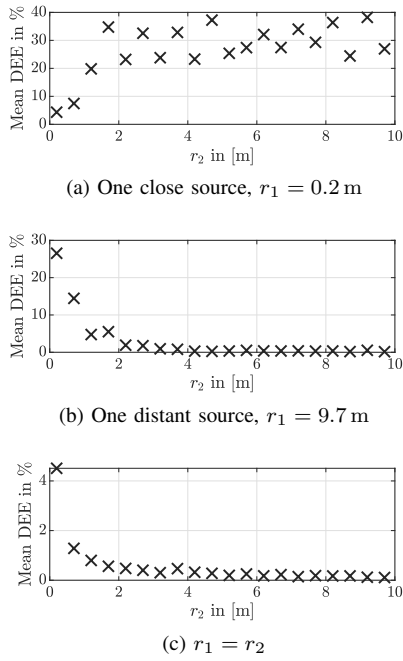 Mean DEE in %
40
30
20
10
0
0 2 4 6 8 10
r₂ in [m]
(a) One close source, r₁ = 0.2 m
Mean DEE in %
30
20
10
0
0 2 4 6 8 10
r₂ in [m]
(b) One distant source, r₁ = 9.7 m
Mean DEE in %
4
2
0
0 2 4 6 8 10
r₂ in [m]
(c) r₁ = r₂